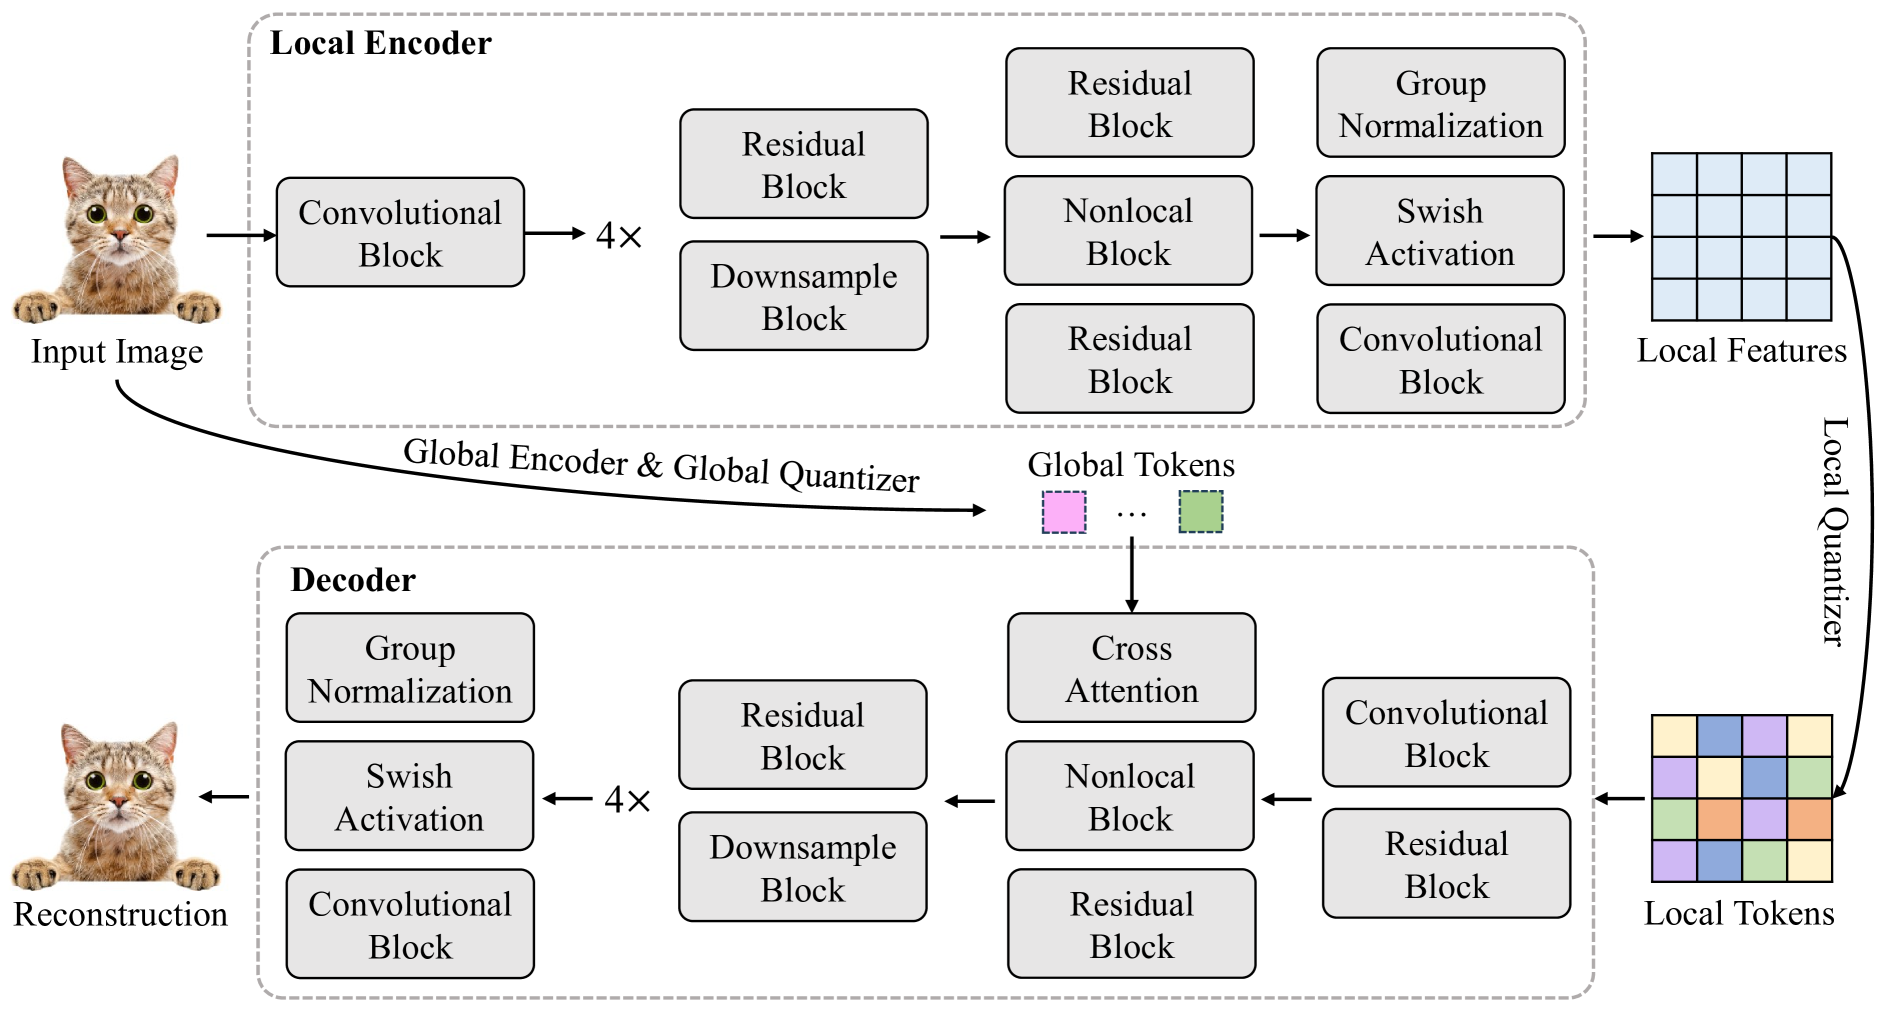 Local Encoder
Convolutional
Block
4×
Residual
Block
Downsample
Block
Residual
Block
Nonlocal
Block
Residual
Block
Group
Normalization
Swish
Activation
Convolutional
Block
Input Image
Local Features
Global Encoder & Global Quantizer
Global Tokens
...
Local Quantizer
Decoder
Group
Normalization
Swish
Activation
Convolutional
Block
4×
Residual
Block
Downsample
Block
Cross
Attention
Nonlocal
Block
Residual
Block
Convolutional
Block
Residual
Block
Reconstruction
Local Tokens